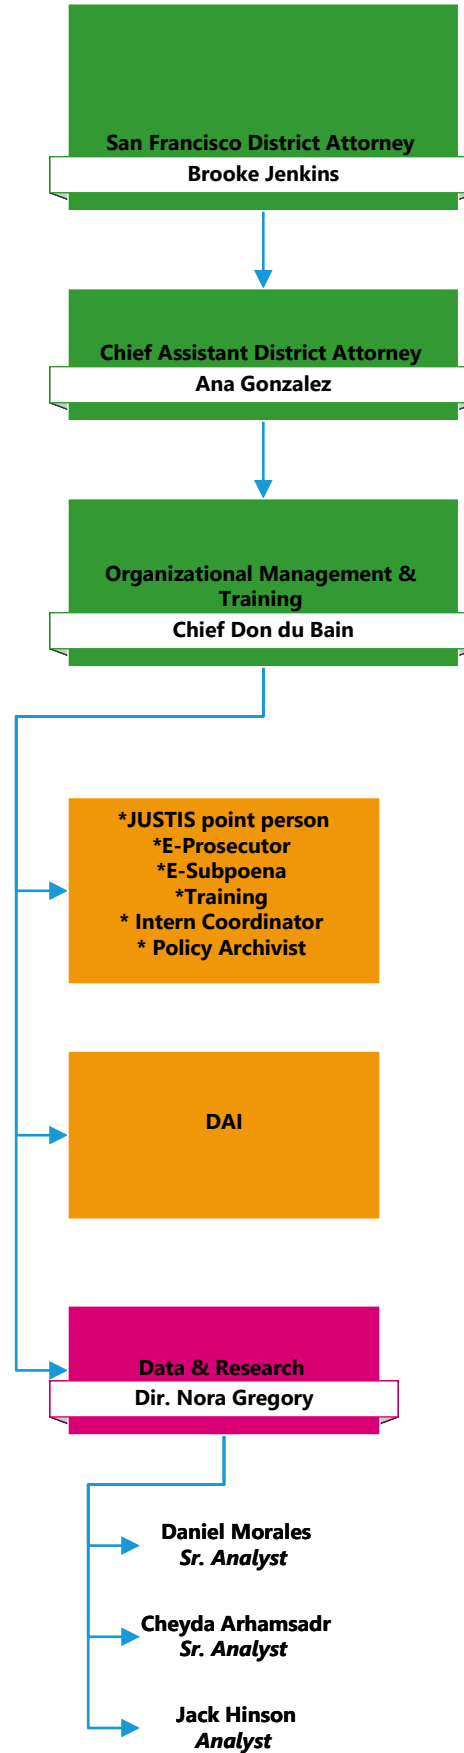 San Francisco District Attorney
Brooke Jenkins
Chief Assistant District Attorney
Ana Gonzalez
Organizational Management &
Training
Chief Don du Bain
*JUSTIS point person
*E-Prosecutor
*E-Subpoena
*Training
* Intern Coordinator
* Policy Archivist
DAI
Data & Research
Dir. Nora Gregory
Daniel Morales
Sr. Analyst
Cheyda Arhamsadr
Sr. Analyst
Jack Hinson
Analyst